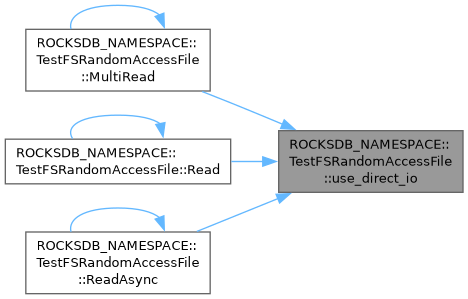 ROCKSDB_NAMESPACE::
TestFSRandomAccessFile
::MultiRead
ROCKSDB_NAMESPACE::
TestFSRandomAccessFile::Read
ROCKSDB_NAMESPACE::
TestFSRandomAccessFile
::ReadAsync
ROCKSDB_NAMESPACE::
TestFSRandomAccessFile
::use_direct_io